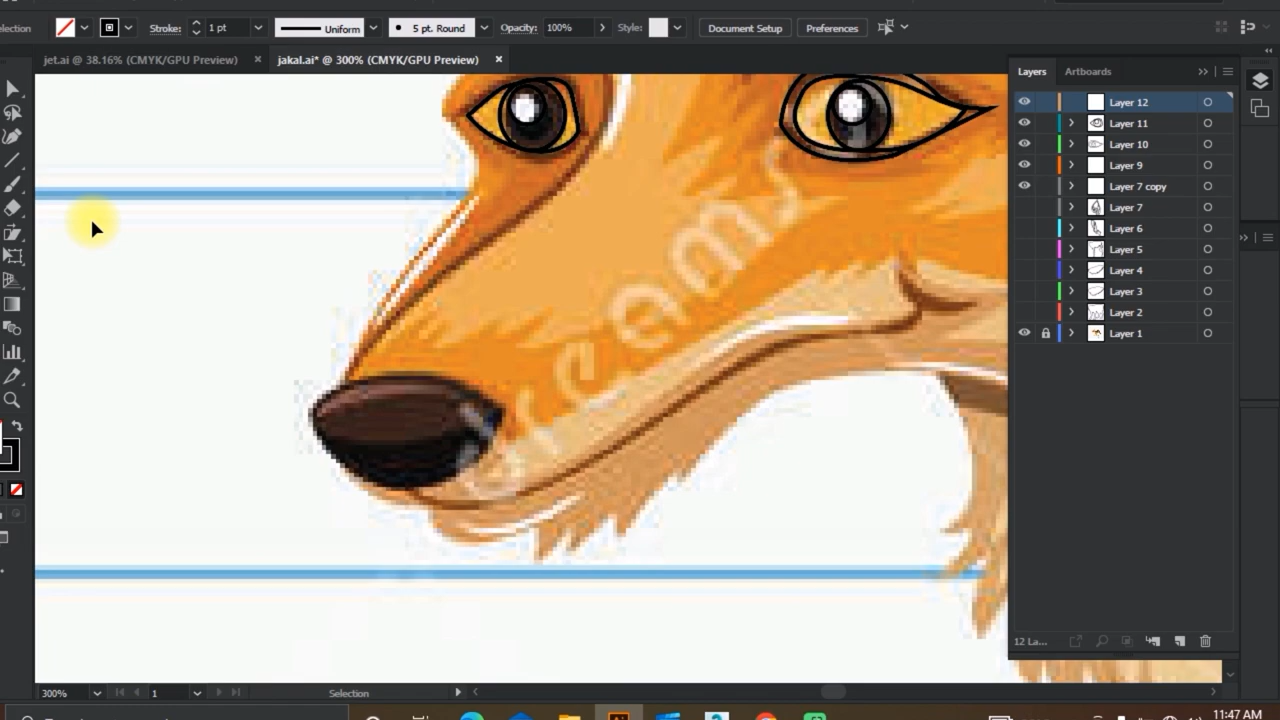 election
Stroke:
1 pt
Uniform
5 pt. Round
Opacity:
100%
Style:
Document Setup
Preferences
jet.ai @ 38.16% (CMYK/GPU Preview)
jakal.ai* @ 300% (CMYK/GPU Preview)
Layers
Artboards
Layer 12
Layer 11
Layer 10
Layer 9
Layer 7 copy
Layer 7
Layer 6
Layer 5
Layer 4
Layer 3
Layer 2
Layer 1
12 La...
300%
1
Selection
11:47 AM